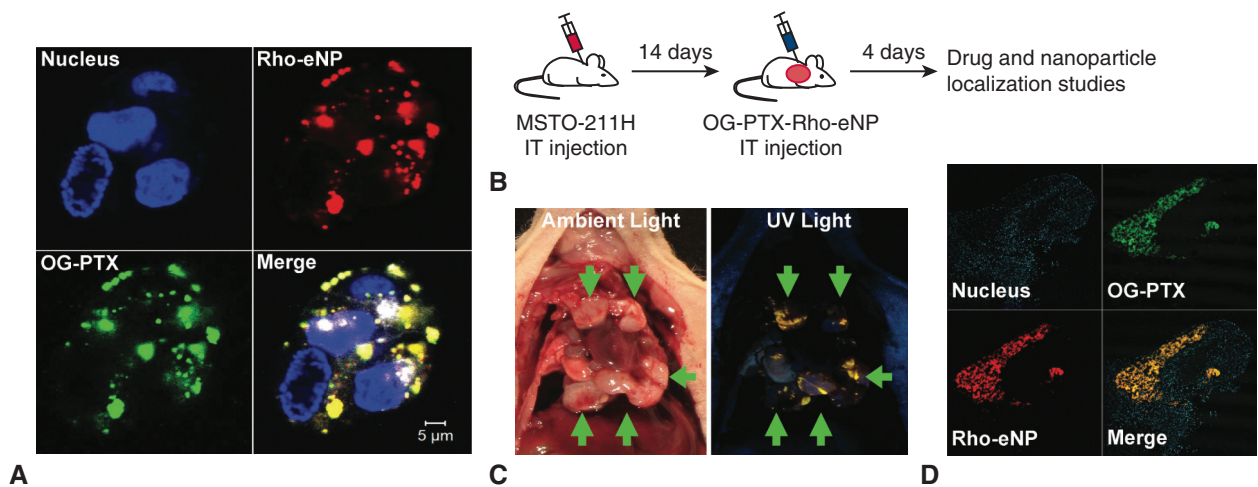 Nucleus
Rho-eNP
OG-PTX
Merge
5 µm
A
14 days
4 days
Drug and nanoparticle
localization studies
MSTO-211H
IT injection
OG-PTX-Rho-eNP
IT injection
B
Ambient Light
UV Light
C
Nucleus
OG-PTX
Rho-eNP
Merge
D